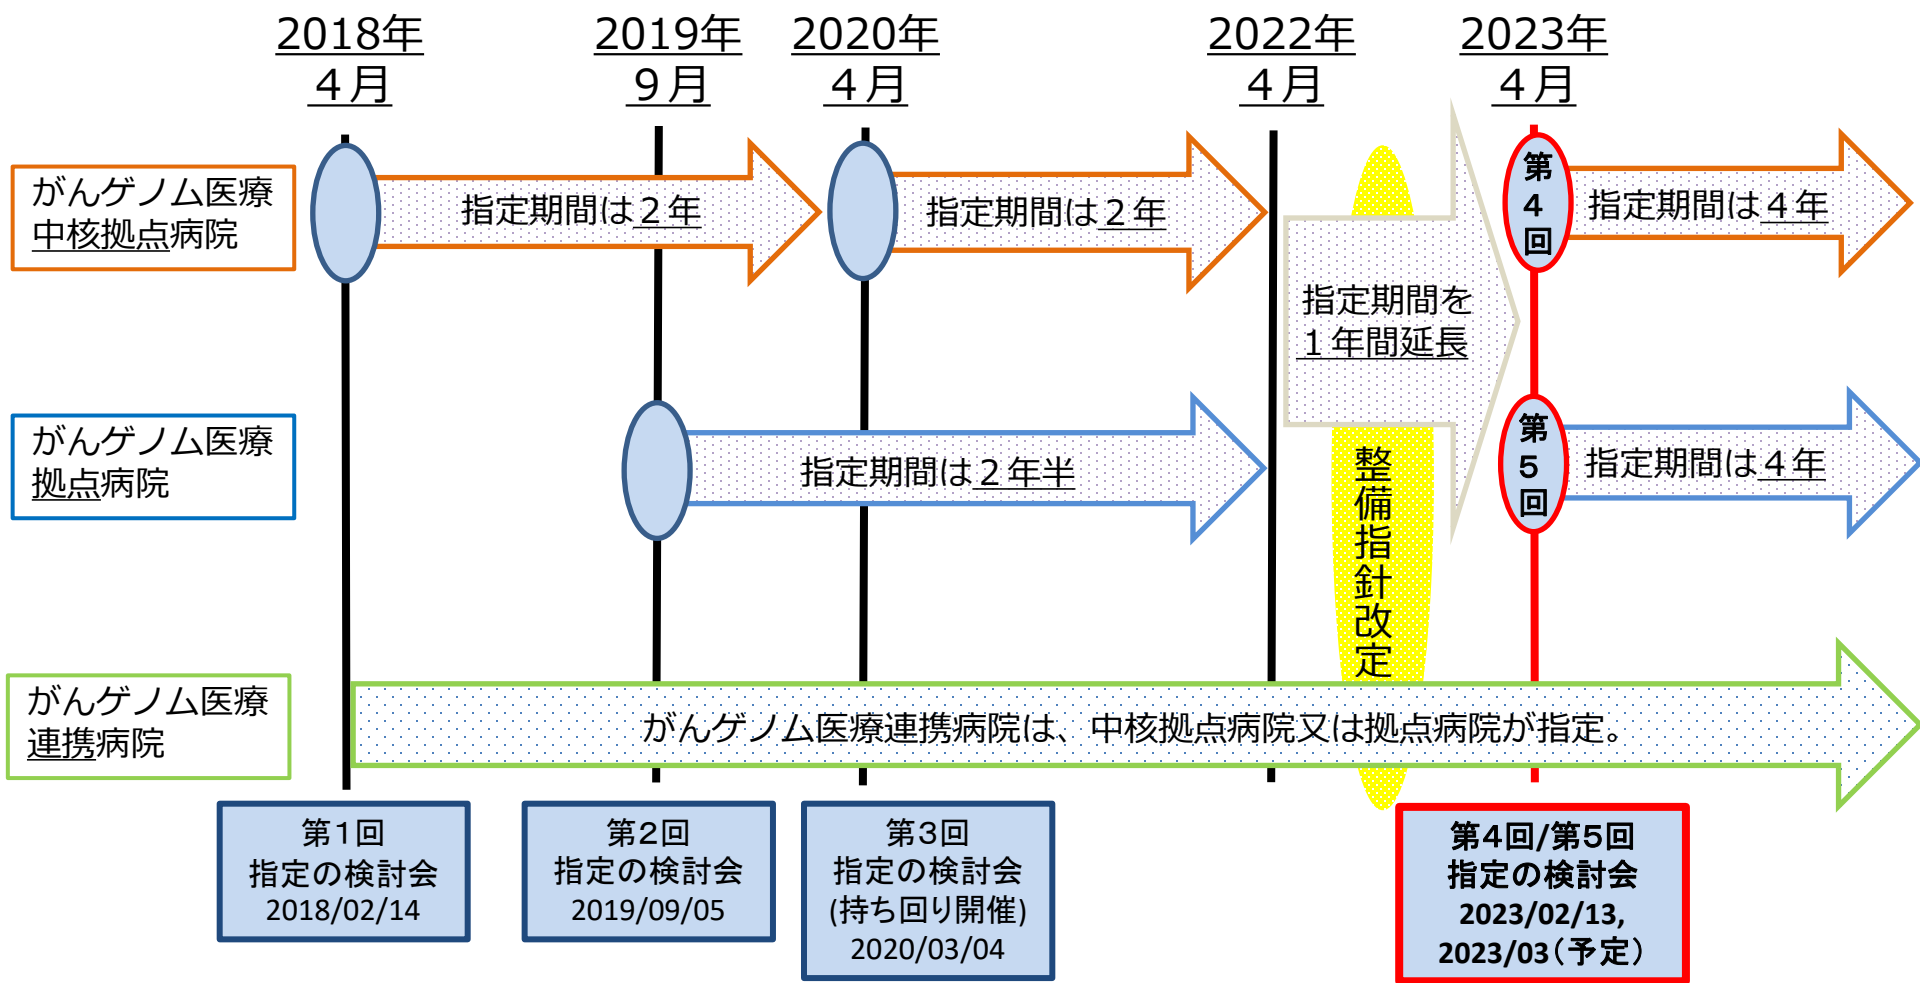 2018年
４月
2019年
９月
2020年
４月
2022年
４月
2023年
４月
がんゲノム医療
中核拠点病院
指定期間は２年
指定期間は２年
指定期間を
１年間延長
第
４
回
指定期間は４年
がんゲノム医療
拠点病院
指定期間は２年半
整備指針改定
第
５
回
指定期間は４年
がんゲノム医療
連携病院
がんゲノム医療連携病院は、中核拠点病院又は拠点病院が指定。
第１回
指定の検討会
2018/02/14
第２回
指定の検討会
2019/09/05
第３回
指定の検討会
(持ち回り開催)
2020/03/04
第４回/第５回
指定の検討会
2023/02/13,
2023/03（予定）